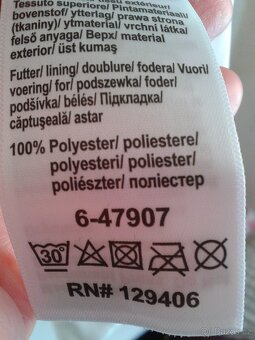 Tessuto superiore/
bovenstof/ ytterlag/ prawa strona
(tkaniny)/ ytmaterial/ vrchní látka/
felső anyaga/ Верх/ material
exterior/ üst kumaş
Futter/ lining/ doublure/ fodera/ Vuori/
voering/ for/ podszewka/ foder/
podšívka/ bélés/ Підкладка/
căptuşeală/ astar
100% Polyester/ poliestere/
polyesteri/ poliester/
poliészter/ поліестер
6-47907
30°
RN# 129406